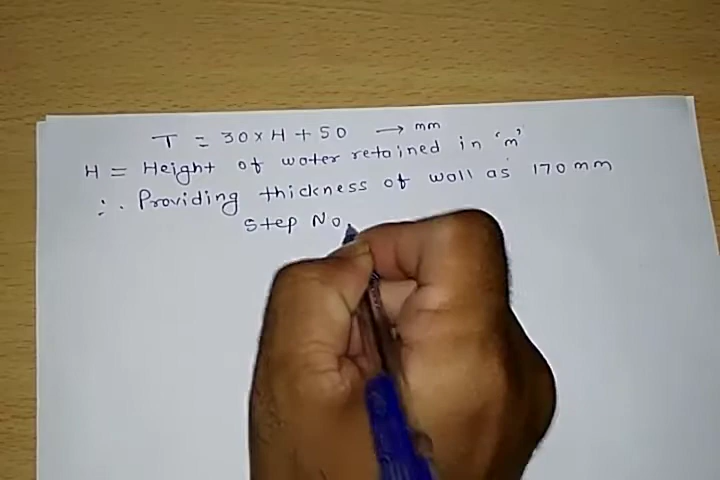 T = 30 x H + 50 → mm
H = Height of water retained in 'm'
∴ Providing thickness of wall as 170 mm
Step No.